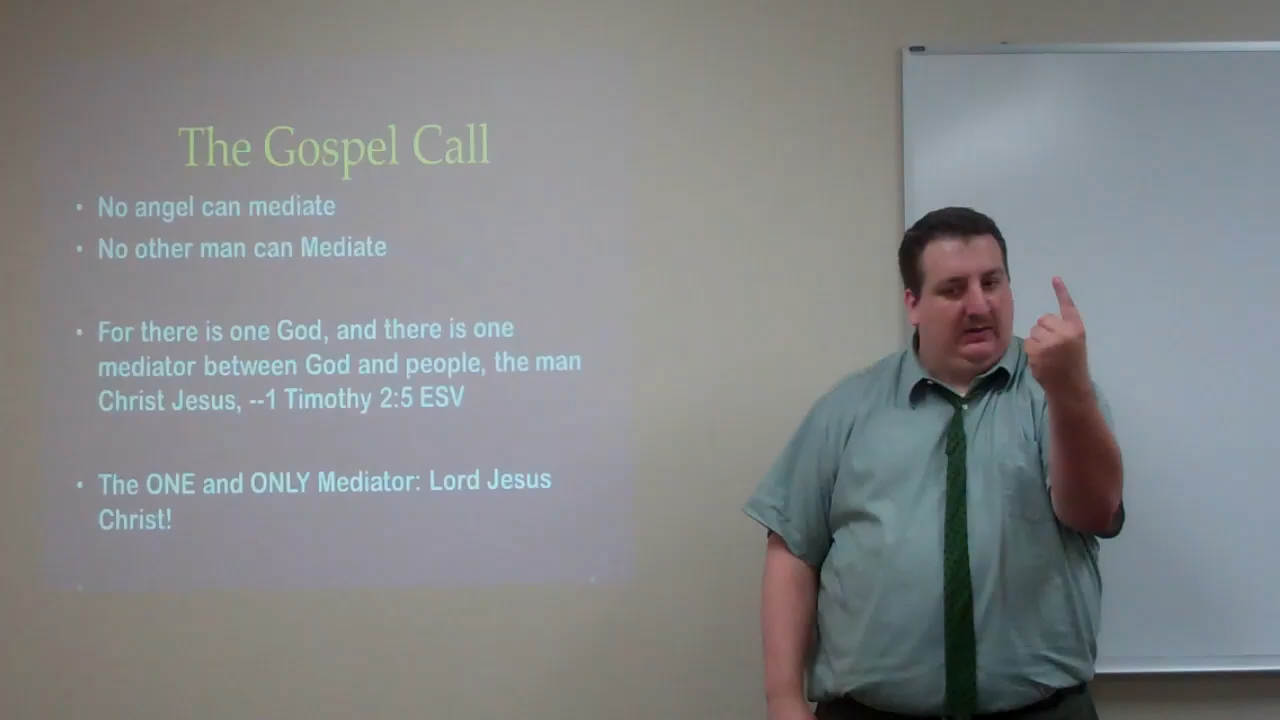 The Gospel Call
• No angel can mediate
• No other man can Mediate
• For there is one God, and there is one
mediator between God and people, the man
Christ Jesus, --1 Timothy 2:5 ESV
• The ONE and ONLY Mediator: Lord Jesus
Christ!